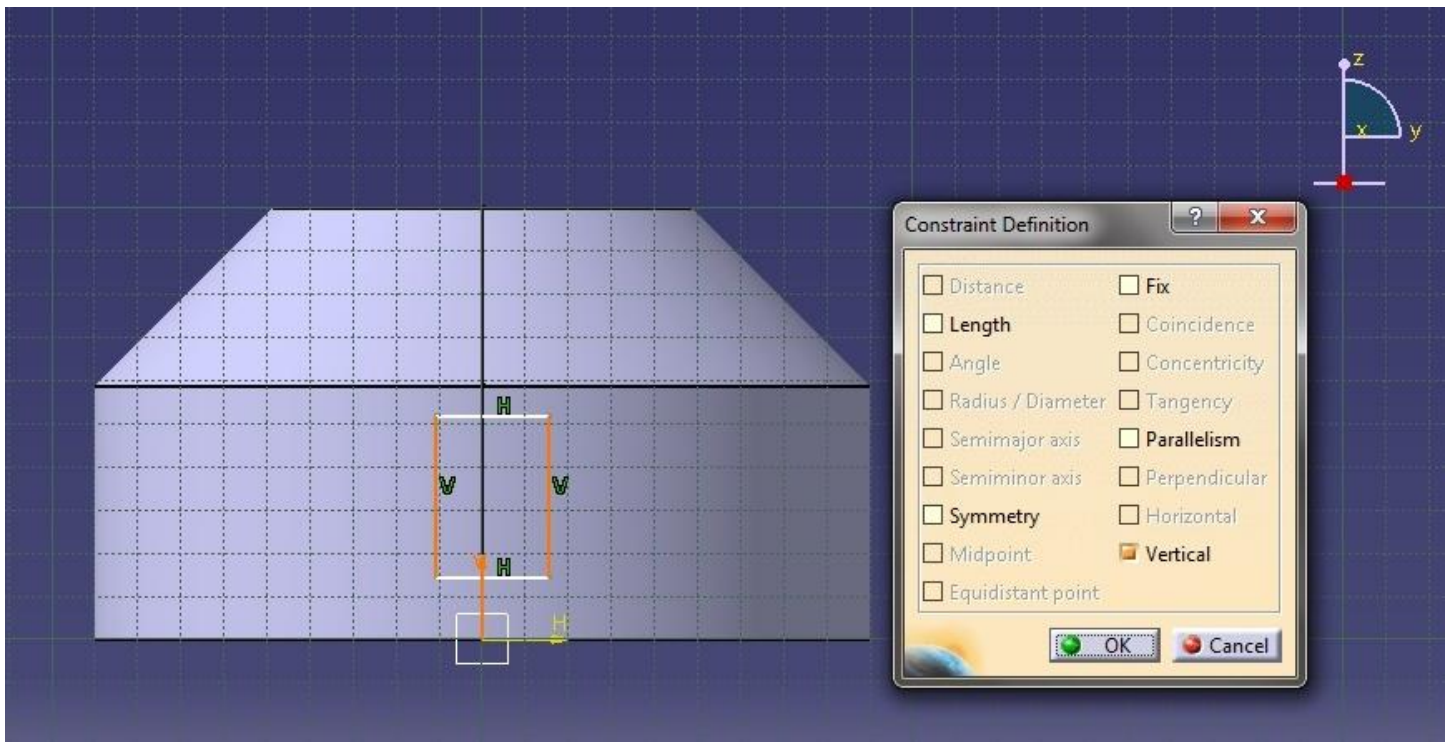 z
x y
Constraint Definition
?
X
Distance
Fix
Length
Coincidence
Angle
Concentricity
Radius / Diameter
Tangency
Semimajor axis
Parallelism
Semiminor axis
Perpendicular
Symmetry
Horizontal
Midpoint
Vertical
Equidistant point
OK
Cancel
H
V V
V
H
H